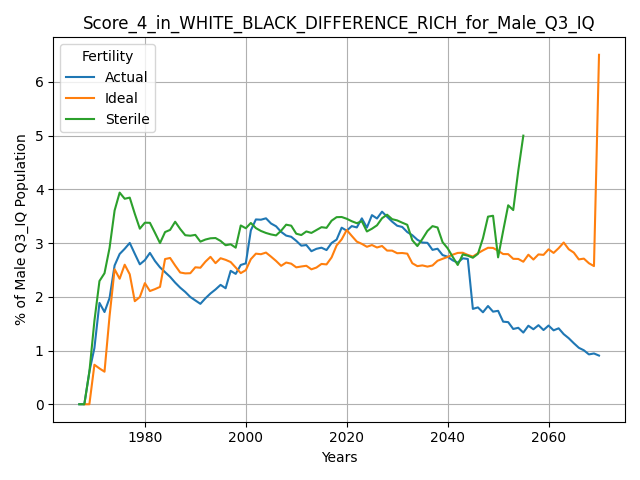 Score_4_in_WHITE_BLACK_DIFFERENCE_RICH_for_Male_Q3_IQ
Fertility
Actual
Ideal
Sterile
% of Male Q3_IQ Population
6
5
4
3
2
1
0
1980
2000
2020
2040
2060
Years